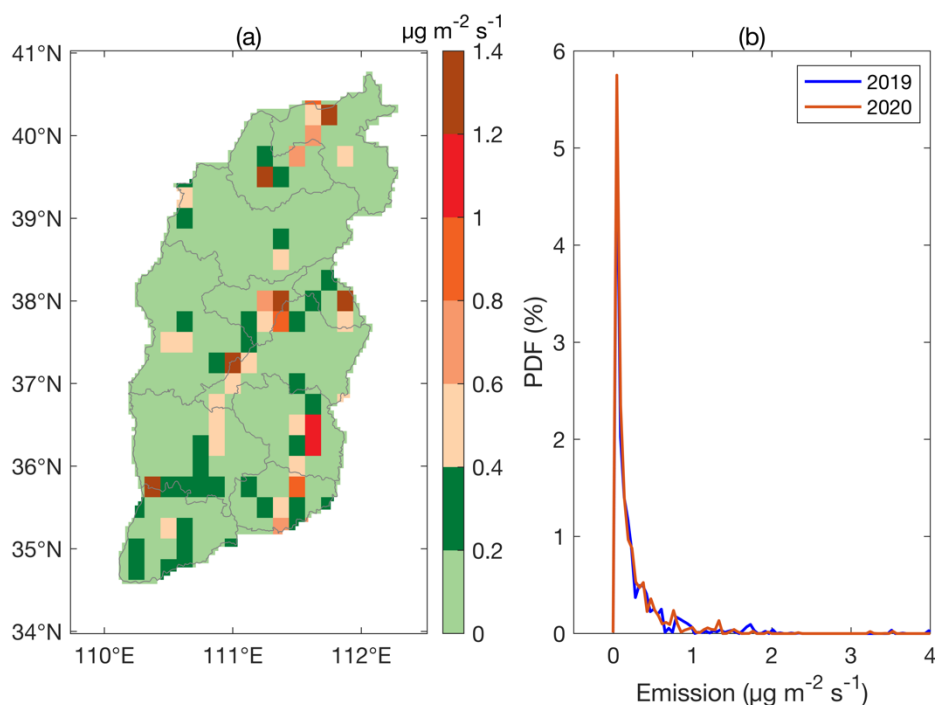 (a)
µg m⁻² s⁻¹
41°N
40°N
39°N
38°N
37°N
36°N
35°N
34°N
110°E
111°E
112°E
1.4
1.2
1
0.8
0.6
0.4
0.2
0
(b)
2019
2020
PDF (%)
6
5
4
3
2
1
0
0
1
2
3
4
Emission (µg m⁻² s⁻¹)